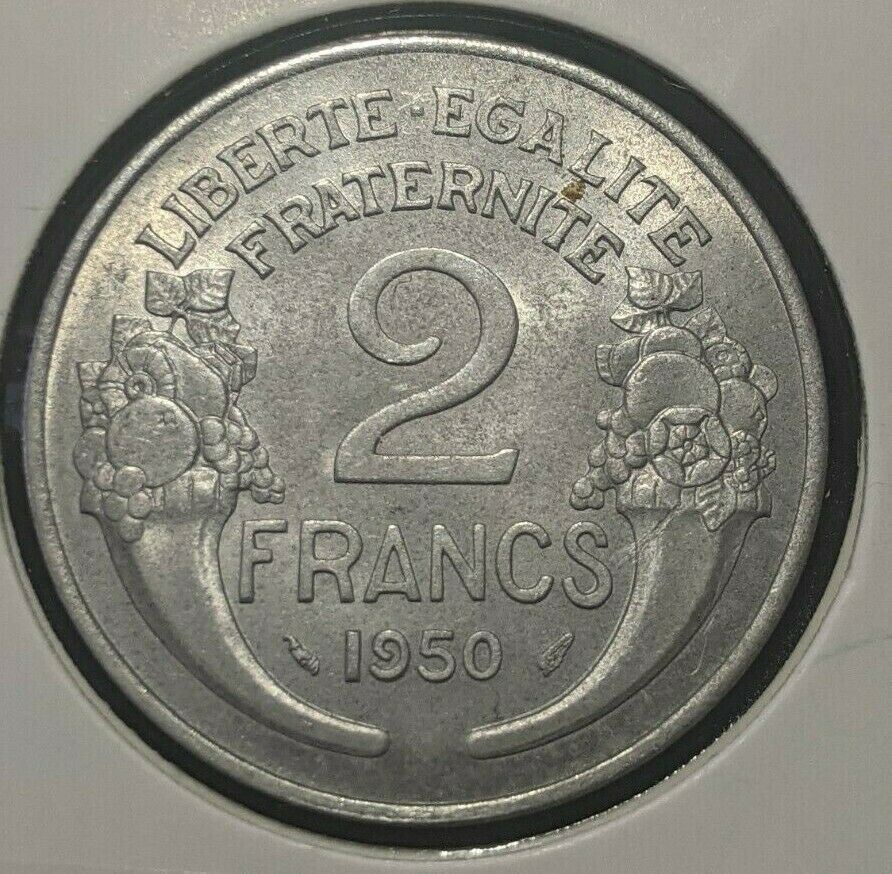 LIBERTE·EGALITE
FRATERNITE
2
FRANCS
1950